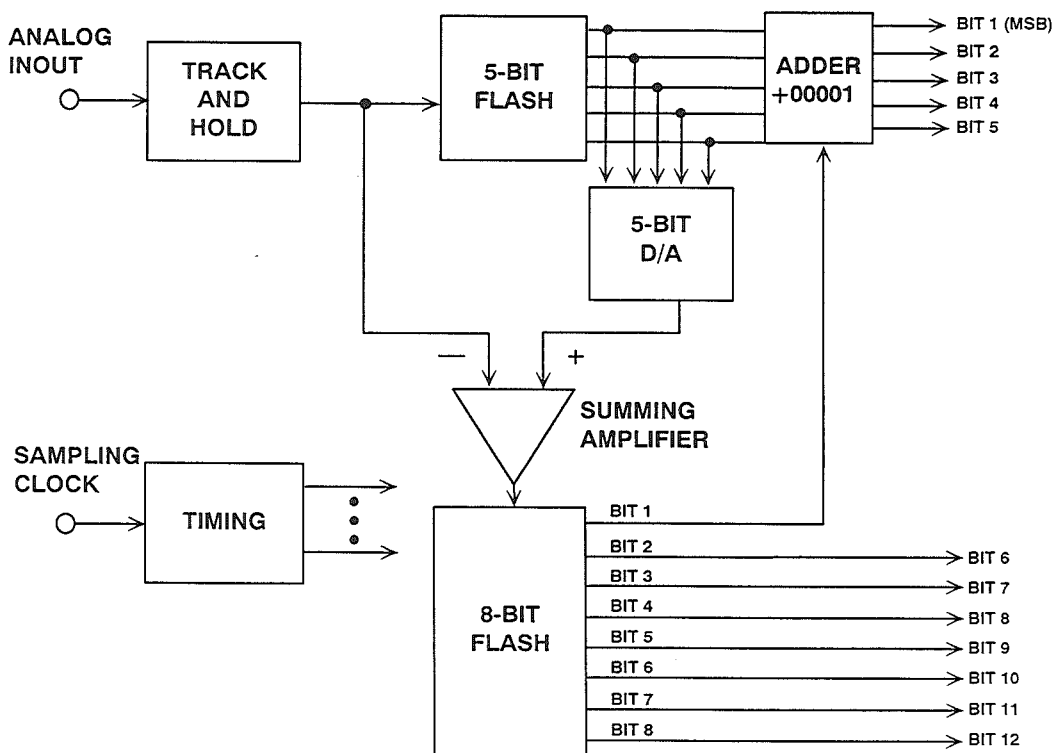 ANALOG
INOUT
TRACK
AND
HOLD
5-BIT
FLASH
ADDER
+00001
BIT 1 (MSB)
BIT 2
BIT 3
BIT 4
BIT 5
5-BIT
D/A
—
+
SUMMING
AMPLIFIER
SAMPLING
CLOCK
TIMING
8-BIT
FLASH
BIT 1
BIT 2
BIT 3
BIT 4
BIT 5
BIT 6
BIT 7
BIT 8
BIT 6
BIT 7
BIT 8
BIT 9
BIT 10
BIT 11
BIT 12